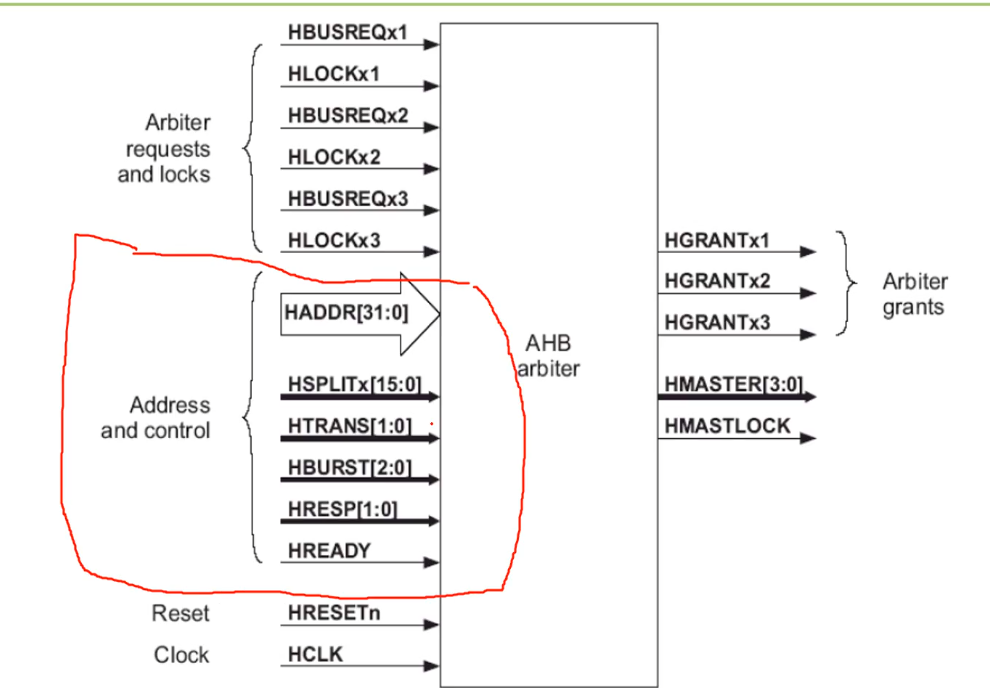 HBUSREQx1
HLOCKx1
HBUSREQx2
HLOCKx2
HBUSREQx3
HLOCKx3
Arbiter
requests
and locks
HADDR[31:0]
HSPLITx[15:0]
HTRANS[1:0]
HBURST[2:0]
HRESP[1:0]
HREADY
Address
and control
Reset
HRESETn
Clock
HCLK
AHB
arbiter
HGRANTx1
HGRANTx2
HGRANTx3
Arbiter
grants
HMASTER[3:0]
HMASTLOCK